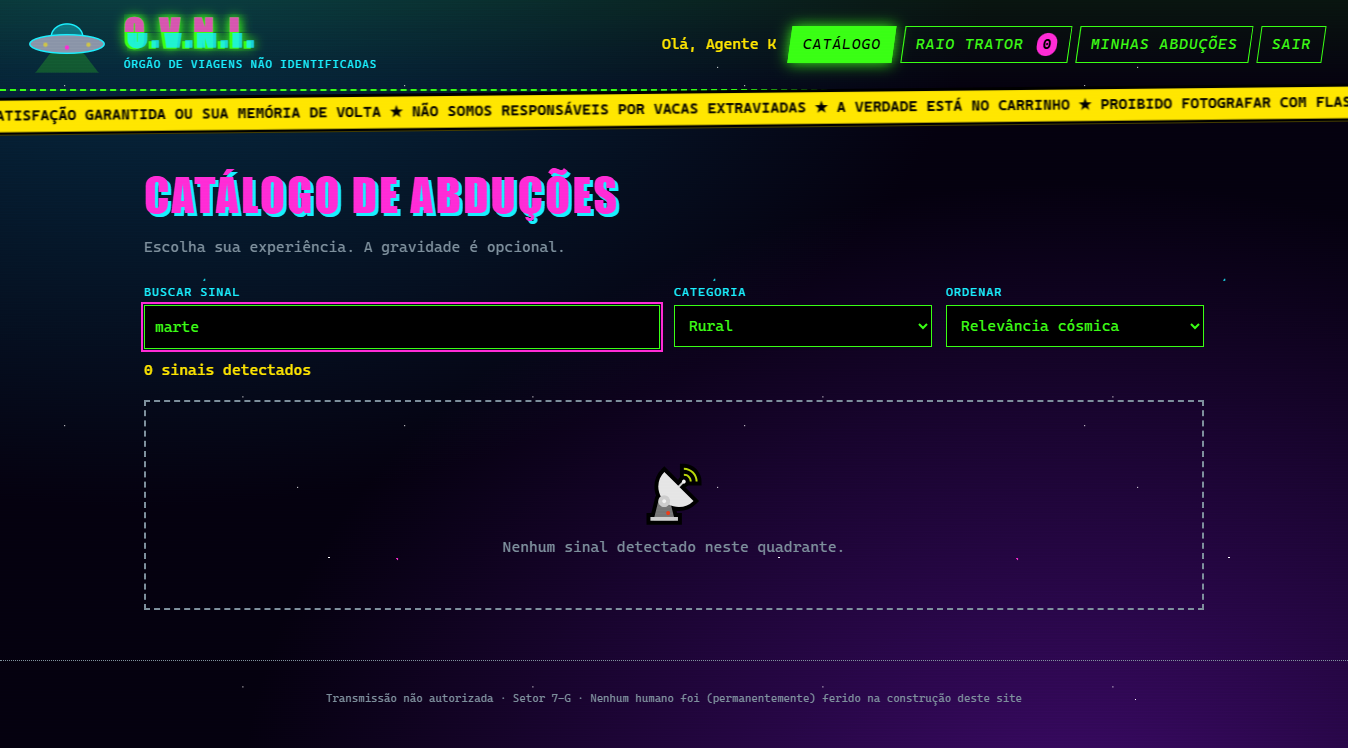 O.V.N.I.
ÓRGÃO DE VIAGENS NÃO IDENTIFICADAS
Olá, Agente K
CATÁLOGO
RAIO TRATOR 0
MINHAS ABDUÇÕES
SAIR
SATISFAÇÃO GARANTIDA OU SUA MEMÓRIA DE VOLTA ★ NÃO SOMOS RESPONSÁVEIS POR VACAS EXTRAVIADAS ★ A VERDADE ESTÁ NO CARRINHO ★ PROIBIDO FOTOGRAFAR COM FLAS
CATÁLOGO DE ABDUÇÕES
Escolha sua experiência. A gravidade é opcional.
BUSCAR SINAL
marte
CATEGORIA
Rural
ORDENAR
Relevância cósmica
0 sinais detectados
Nenhum sinal detectado neste quadrante.
Transmissão não autorizada · Setor 7-G · Nenhum humano foi (permanentemente) ferido na construção deste site